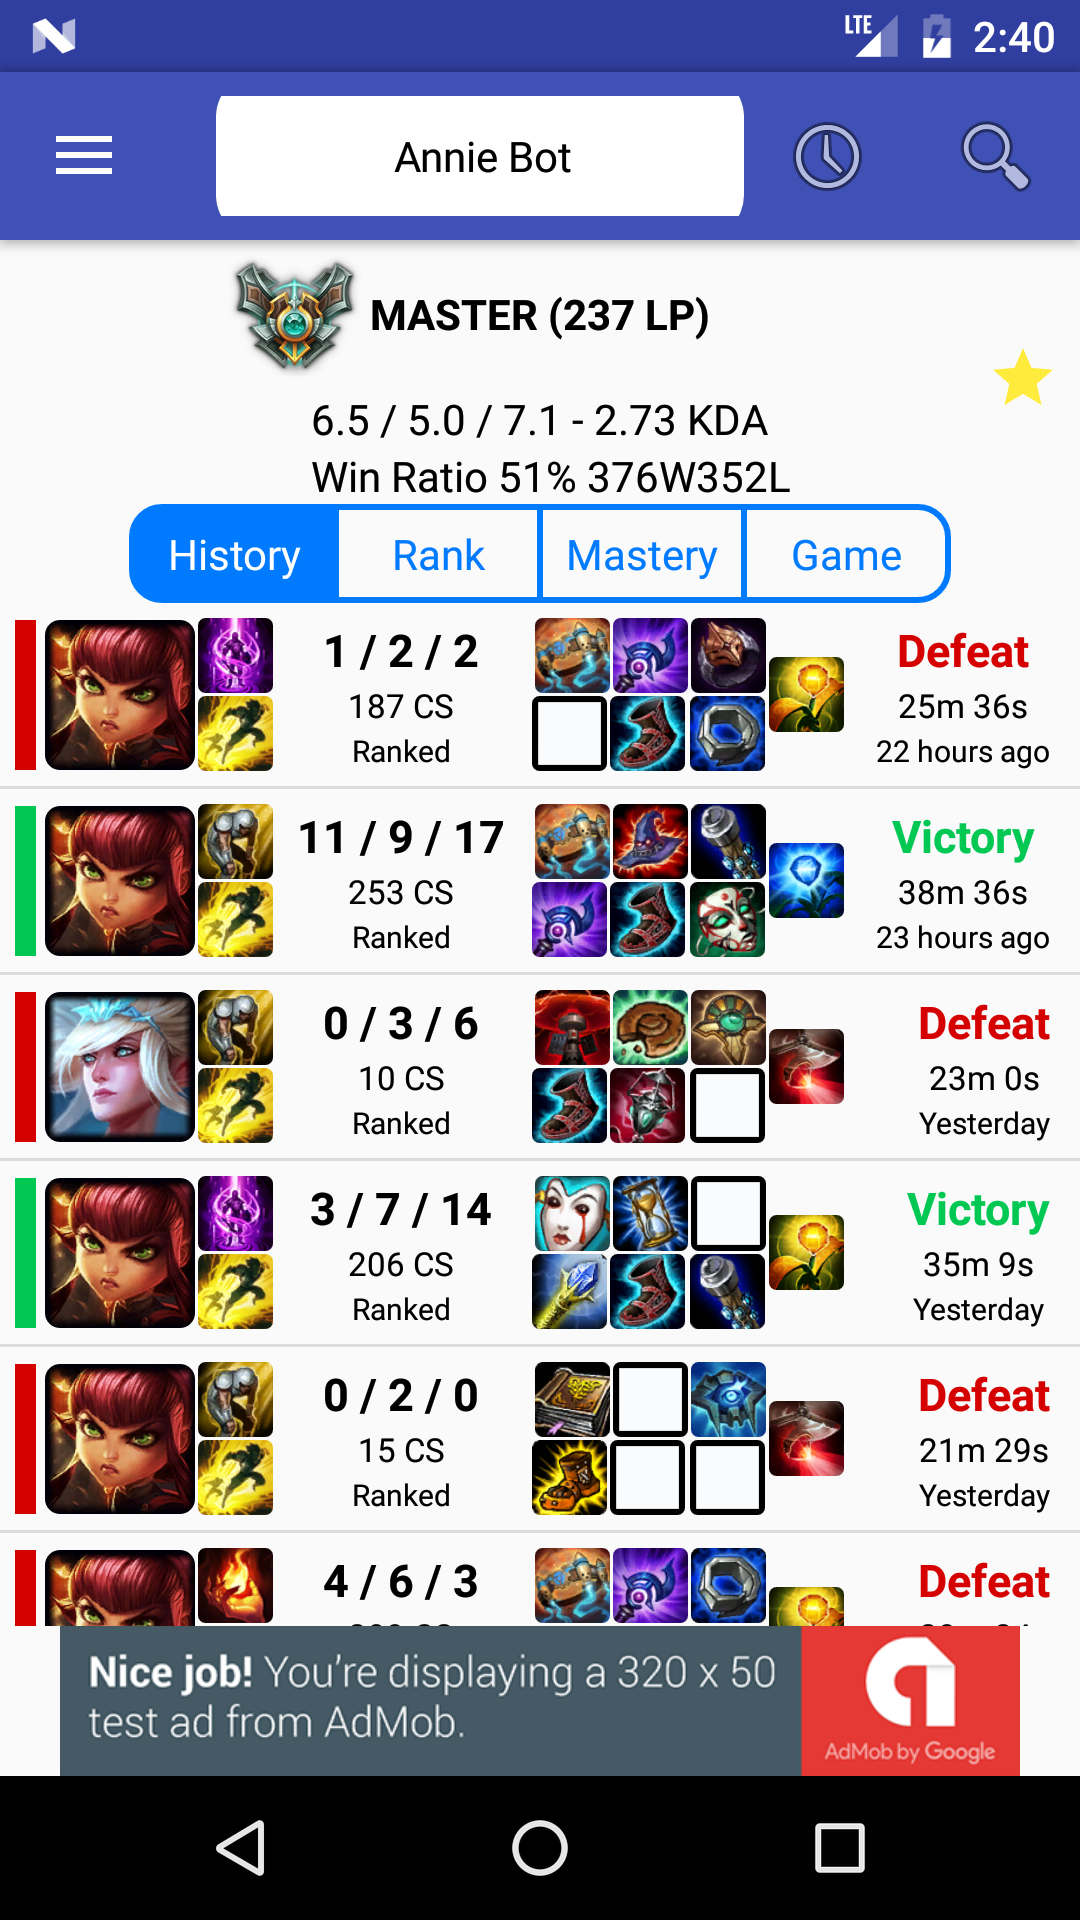 LTE 2:40
Annie Bot
MASTER (237 LP)
6.5 / 5.0 / 7.1 - 2.73 KDA
Win Ratio 51% 376W352L
History Rank Mastery Game
1 / 2 / 2 Defeat
187 CS 25m 36s
Ranked 22 hours ago
11 / 9 / 17 Victory
253 CS 38m 36s
Ranked 23 hours ago
0 / 3 / 6 Defeat
10 CS 23m 0s
Ranked Yesterday
3 / 7 / 14 Victory
206 CS 35m 9s
Ranked Yesterday
0 / 2 / 0 Defeat
15 CS 21m 29s
Ranked Yesterday
4 / 6 / 3 Defeat
Nice job! You're displaying a 320 x 50
test ad from AdMob.
AdMob by Google